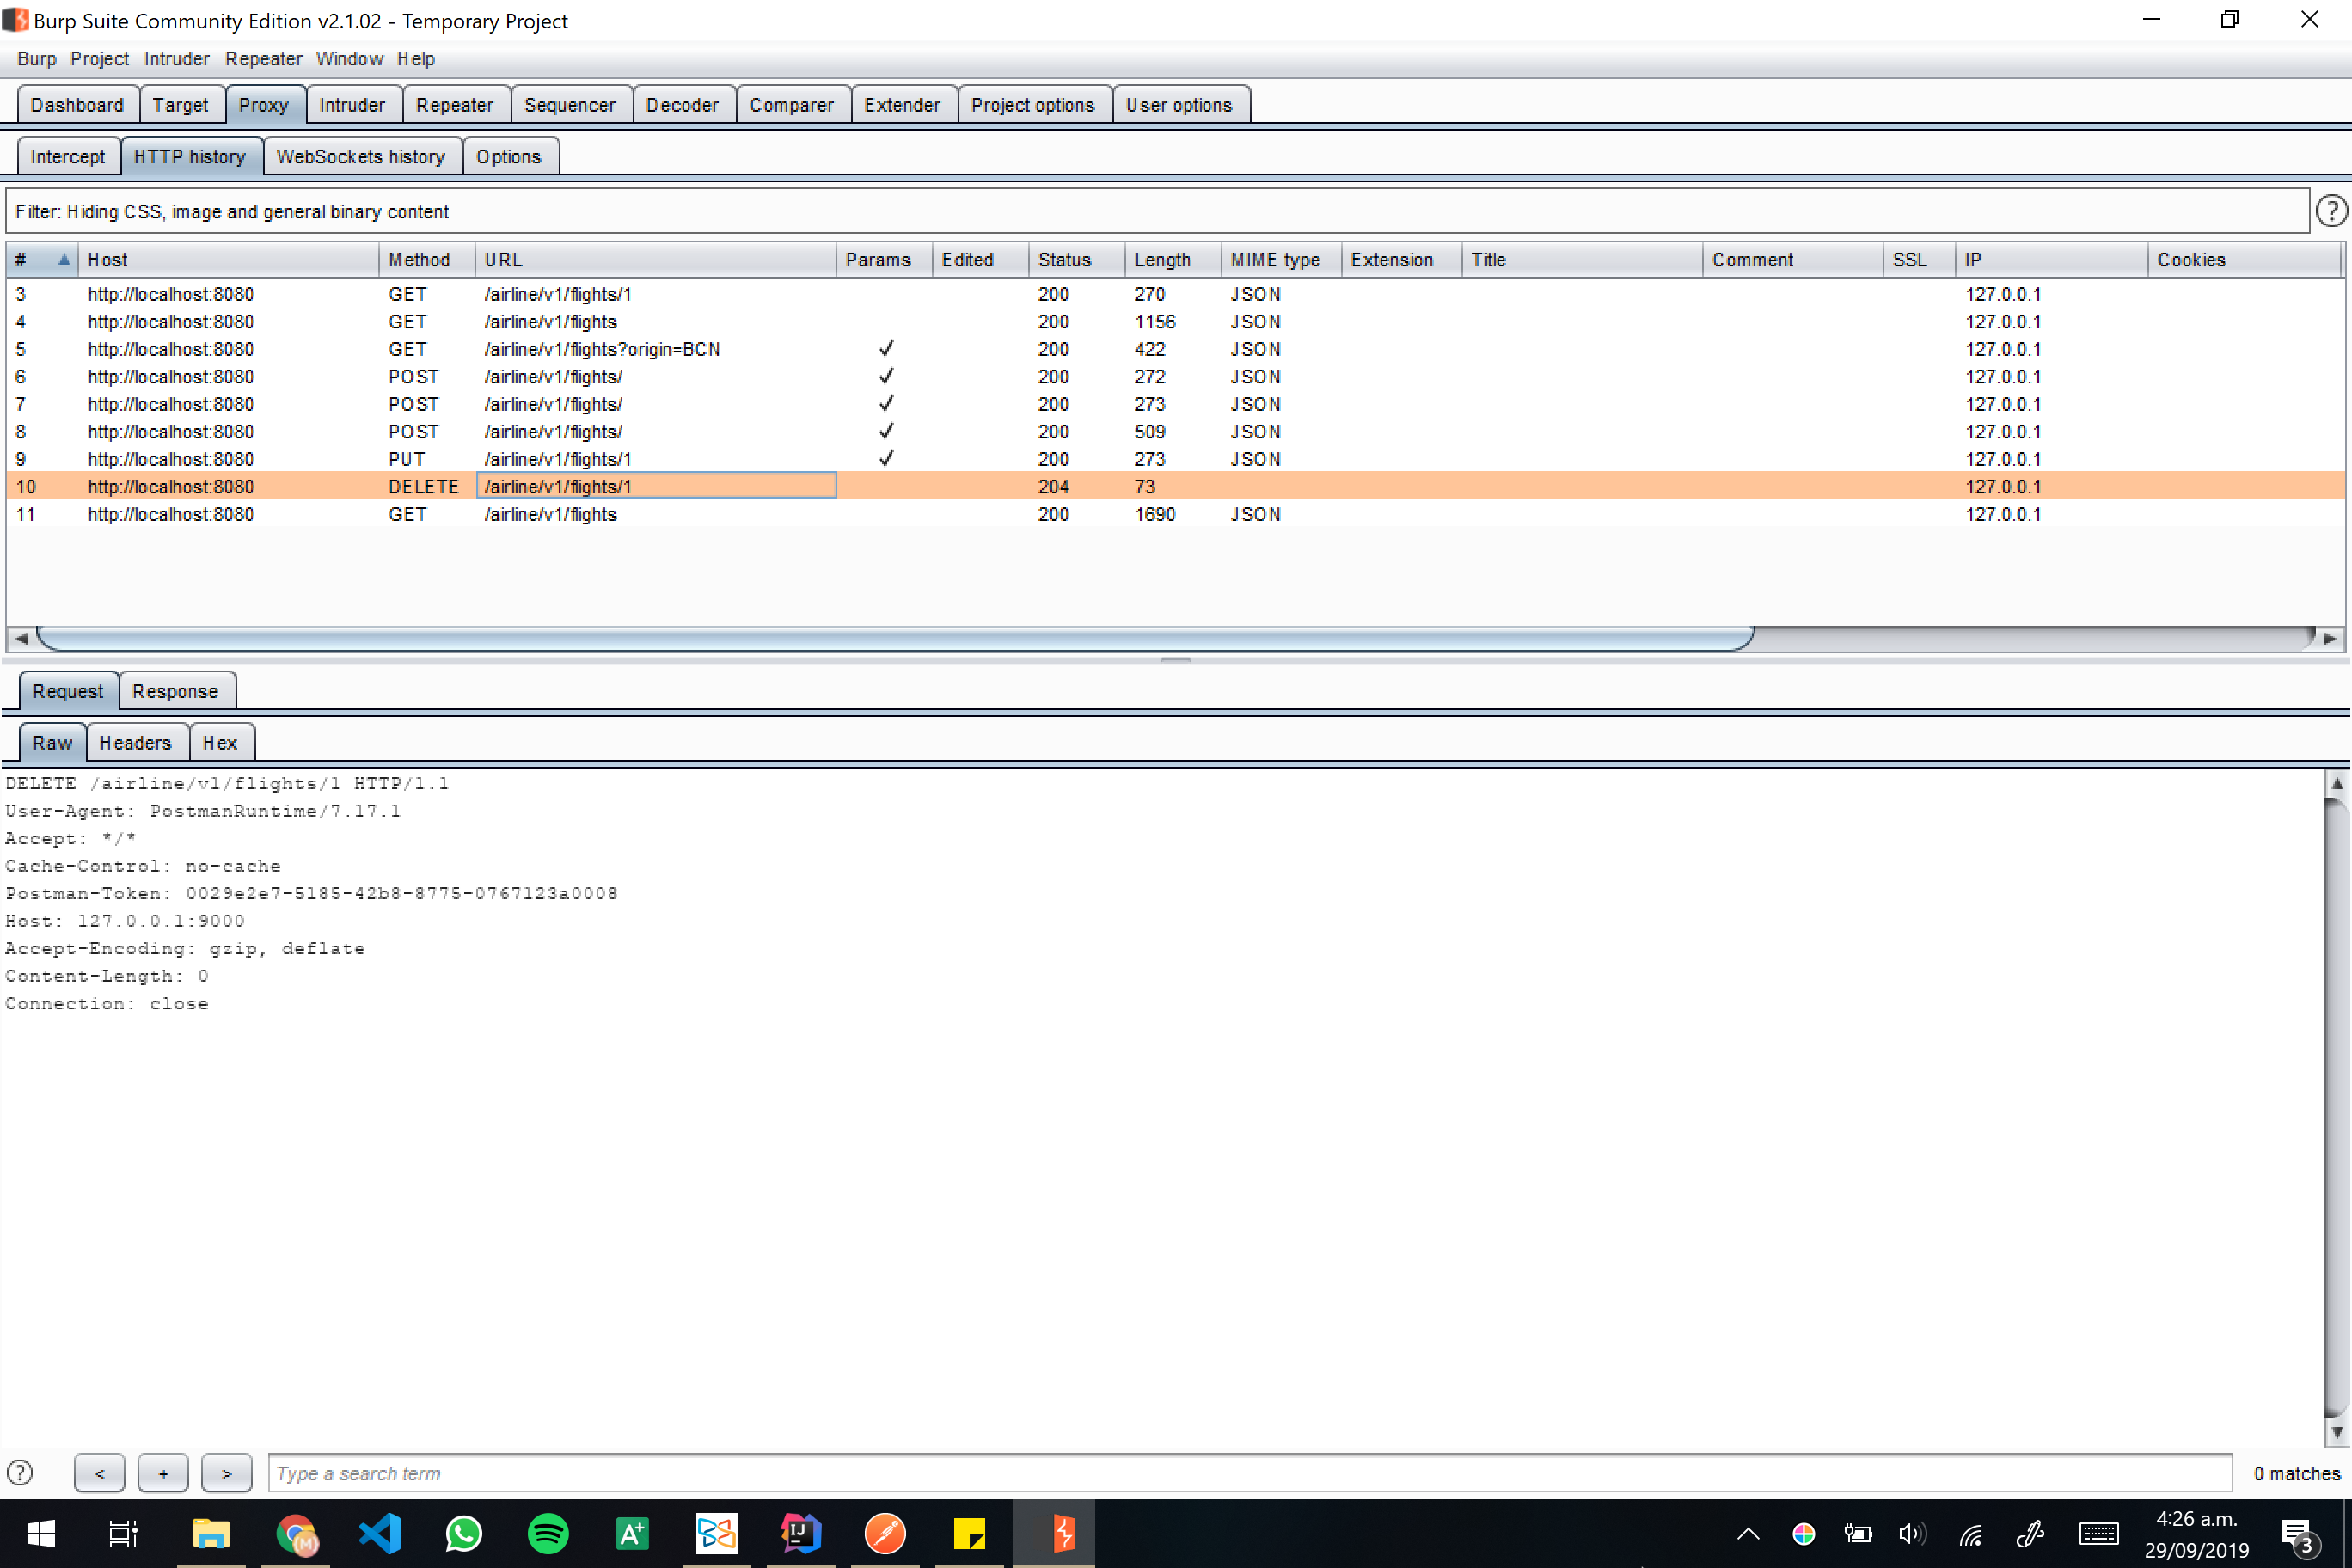 Burp Suite Community Edition v2.1.02 - Temporary Project
Burp Project Intruder Repeater Window Help
Dashboard Target Proxy Intruder Repeater Sequencer Decoder Comparer Extender Project options User options
Intercept HTTP history WebSockets history Options
Filter: Hiding CSS, image and general binary content ?
# Host Method URL Params Edited Status Length MIME type Extension Title Comment SSL IP Cookies
3 http://localhost:8080 GET /airline/v1/flights/1 200 270 JSON 127.0.0.1
4 http://localhost:8080 GET /airline/v1/flights 200 1156 JSON 127.0.0.1
5 http://localhost:8080 GET /airline/v1/flights?origin=BCN ✓ 200 422 JSON 127.0.0.1
6 http://localhost:8080 POST /airline/v1/flights/ ✓ 200 272 JSON 127.0.0.1
7 http://localhost:8080 POST /airline/v1/flights/ ✓ 200 273 JSON 127.0.0.1
8 http://localhost:8080 POST /airline/v1/flights/ ✓ 200 509 JSON 127.0.0.1
9 http://localhost:8080 PUT /airline/v1/flights/1 ✓ 200 273 JSON 127.0.0.1
10 http://localhost:8080 DELETE /airline/v1/flights/1 204 73 127.0.0.1
11 http://localhost:8080 GET /airline/v1/flights 200 1690 JSON 127.0.0.1
Request Response
Raw Headers Hex
DELETE /airline/v1/flights/1 HTTP/1.1
User-Agent: PostmanRuntime/7.17.1
Accept: */*
Cache-Control: no-cache
Postman-Token: 0029e2e7-5185-42b8-8775-0767123a0008
Host: 127.0.0.1:9000
Accept-Encoding: gzip, deflate
Content-Length: 0
Connection: close
? < + > Type a search term 0 matches
M A+ IJ
4:26 a.m.
29/09/2019 3